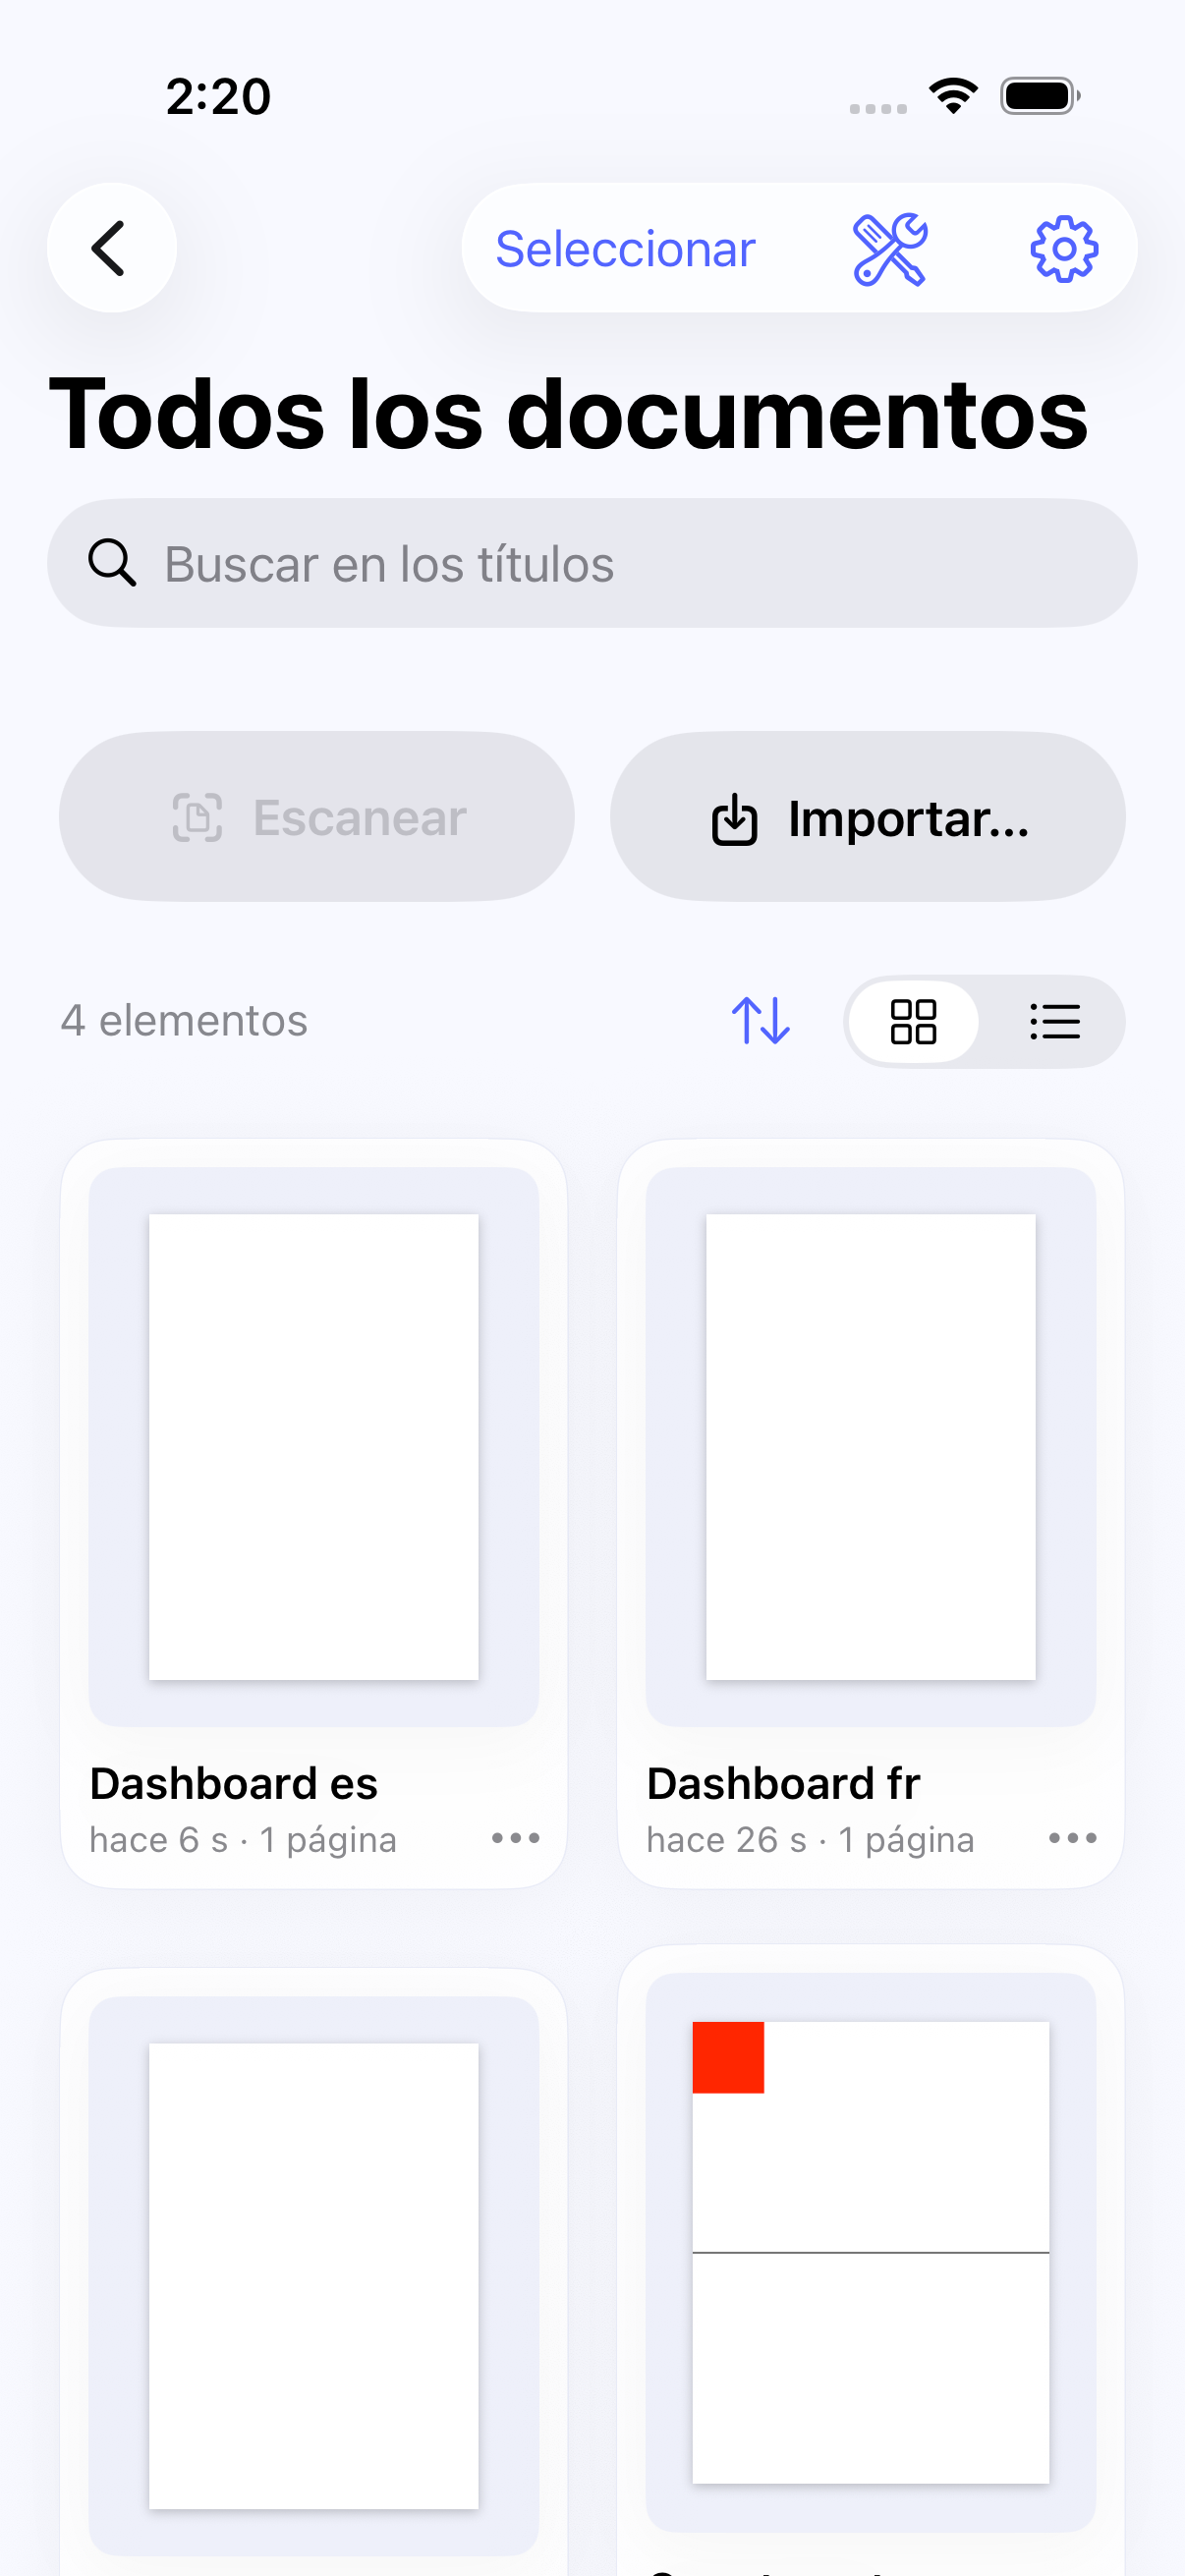 2:20
Seleccionar
Todos los documentos
Buscar en los títulos
Escanear
Importar...
4 elementos
Dashboard es
hace 6 s · 1 página
Dashboard fr
hace 26 s · 1 página